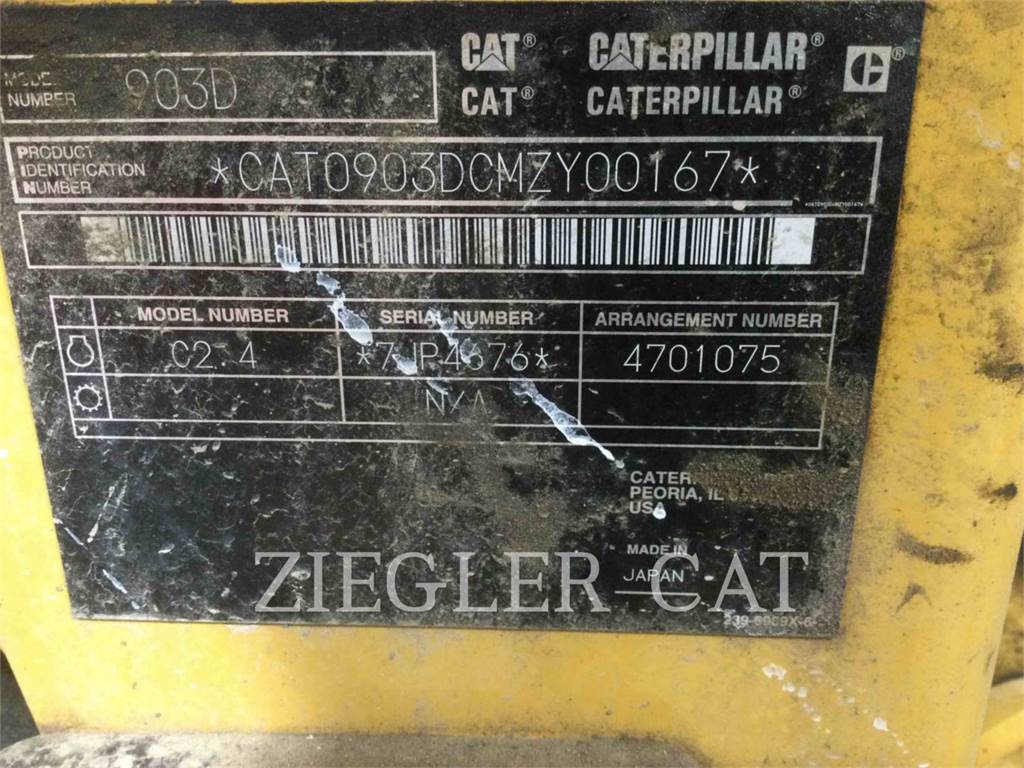 CAT® CATERPILLAR®
CAT® CATERPILLAR®
NUMBER 903D
PRODUCT
IDENTIFICATION
NUMBER
*CAT0903DCMZY00167*
MODEL NUMBER SERIAL NUMBER ARRANGEMENT NUMBER
C2.4 4701075
N/A
PEORIA, IL
USA
MADE IN
JAPAN
ZIEGLER CAT